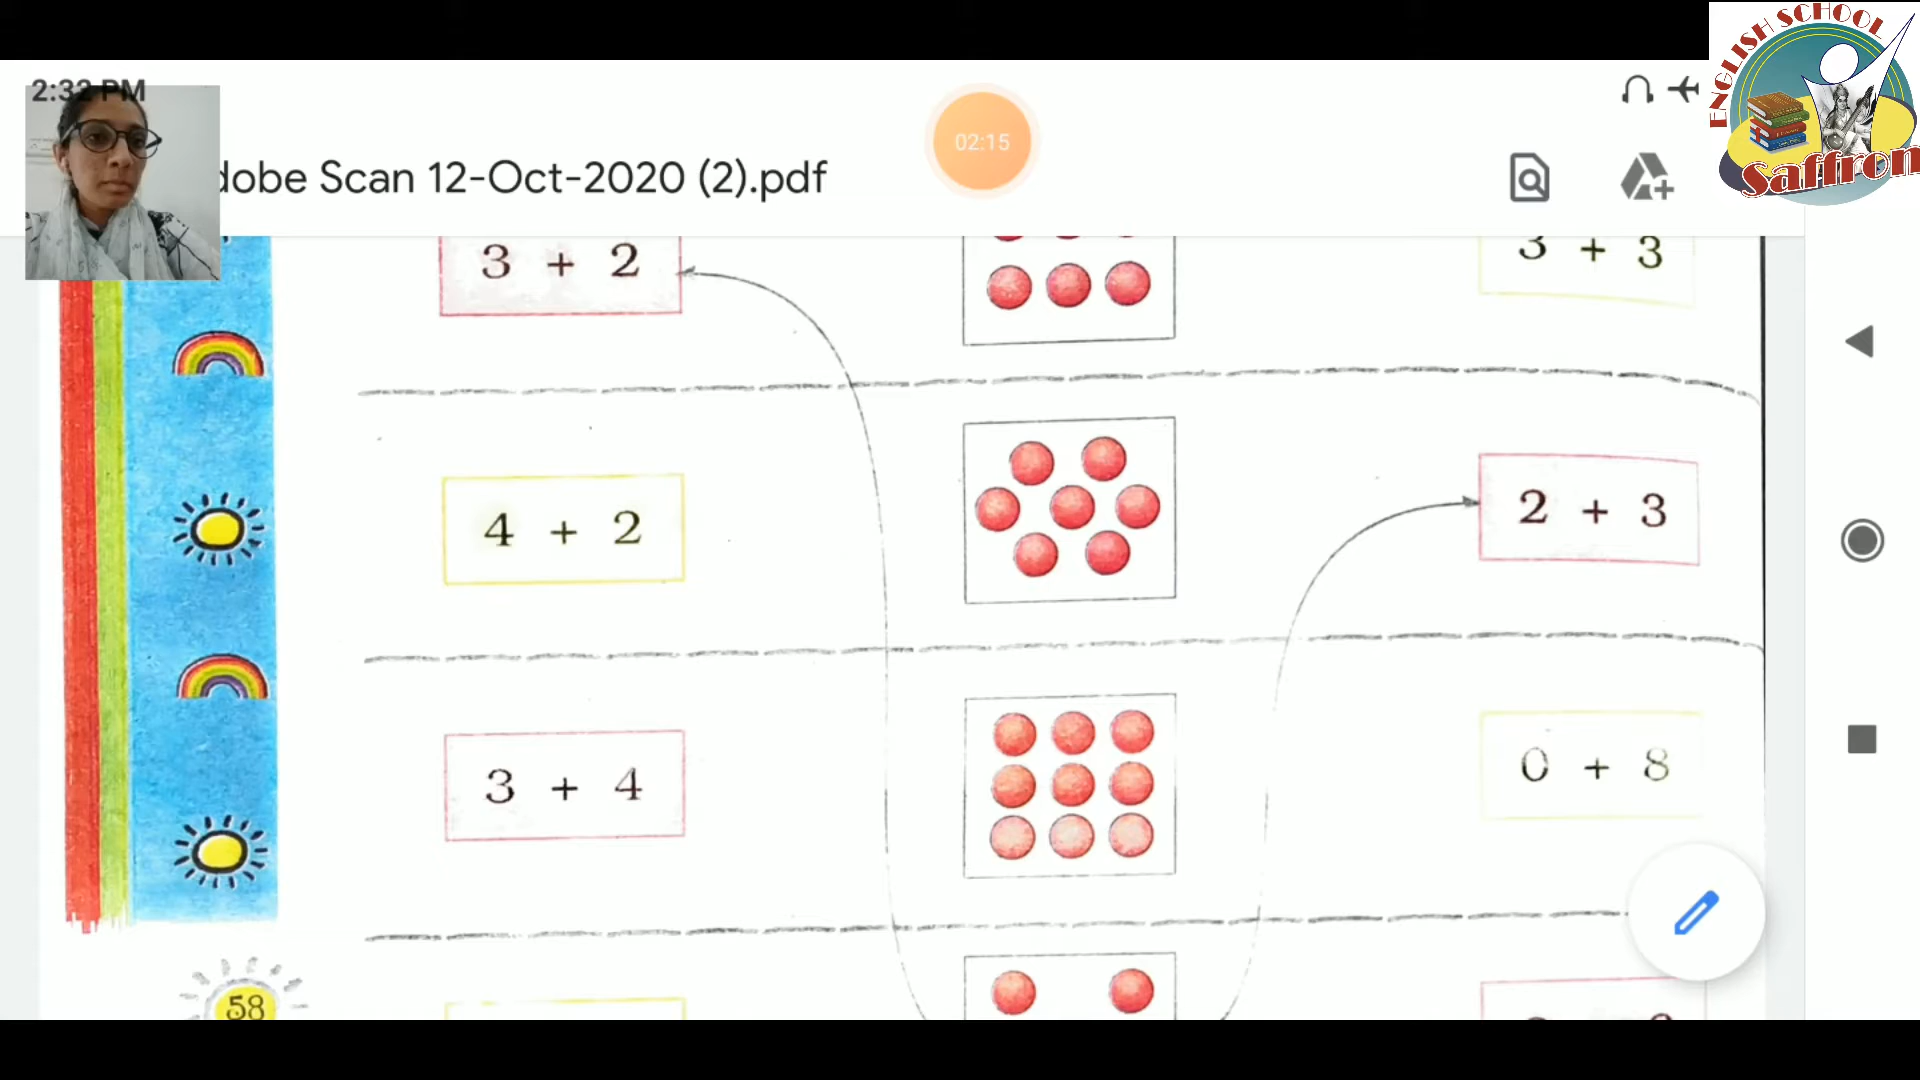 2:32 PM
dobe Scan 12-Oct-2020 (2).pdf
02:15
ENGLISH SCHOOL
Saffron
3 + 2
3 + 3
4 + 2
2 + 3
3 + 4
0 + 8
58